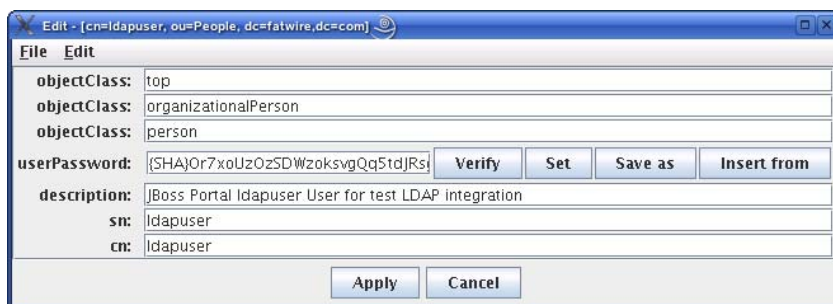 Edit - [cn=ldapuser, ou=People, dc=fatwire,dc=com]
File Edit
objectClass: top
objectClass: organizationalPerson
objectClass: person
userPassword: Verify Set Save as Insert from
description: JBoss Portal ldapuser User for test LDAP integration
sn: ldapuser
cn: ldapuser
Apply Cancel